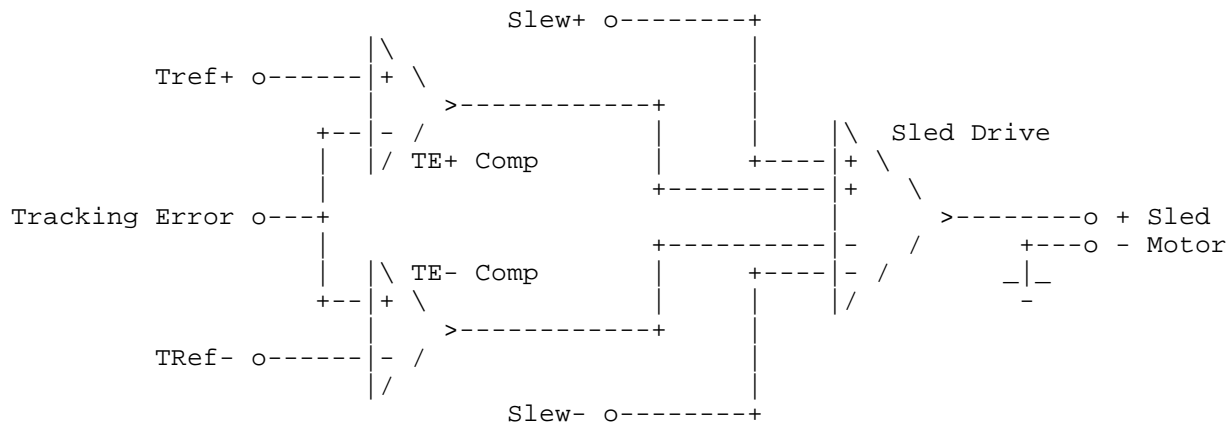 Slew+ o--------+
|\ |
Tref+ o------|+ \ |
| >------------+ |
+--|- / | |\ Sled Drive
| |/ TE+ Comp | +----|+ \
| +----------|+ \
Tracking Error o---+ | >--------o + Sled
| +----------|- / +---o - Motor
| |\ TE- Comp | +----|- / _|_
+--|+ \ | | |/ -
| >------------+ |
TRef- o------|- / |
|/ |
Slew- o--------+